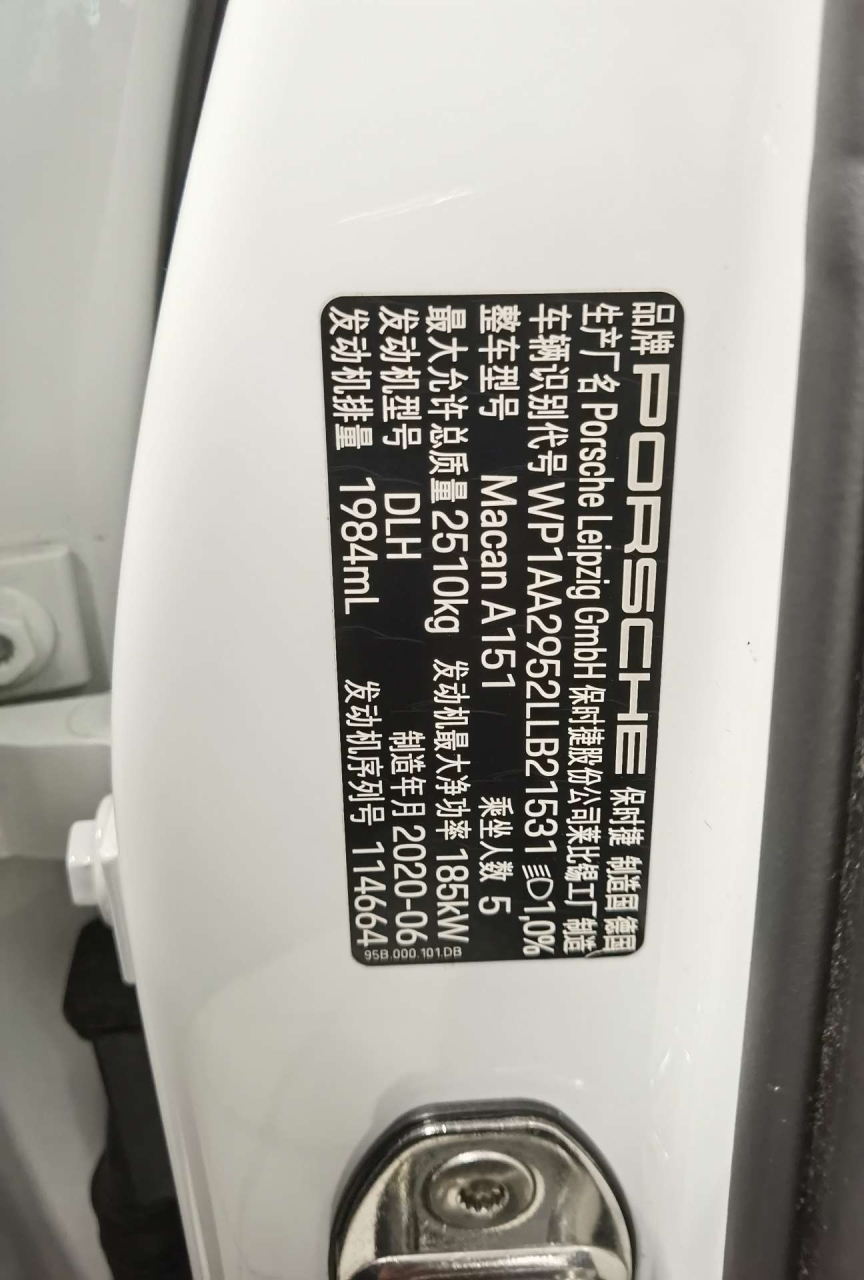 品牌 PORSCHE 保时捷 制造国 德国
生产厂名 Porsche Leipzig GmbH 保时捷股份公司莱比锡工厂制造
车辆识别代号 WP1AA2952LLB21531 1,0%
整车型号 Macan A151 乘坐人数 5
最大允许总质量 2510kg 发动机最大净功率 185kW
发动机型号 DLH 制造年月 2020-06
发动机排量 1984mL 发动机序列号 114664
95B.000.101.DB